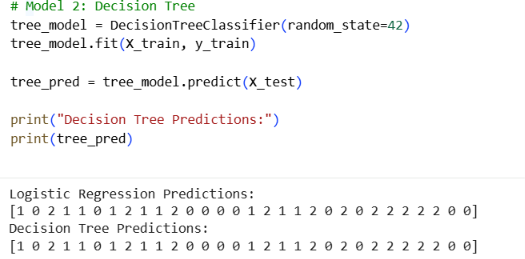 # Model 2: Decision Tree
tree_model = DecisionTreeClassifier(random_state=42)
tree_model.fit(X_train, y_train)
tree_pred = tree_model.predict(X_test)
print("Decision Tree Predictions:")
print(tree_pred)
Logistic Regression Predictions:
[1 0 2 1 1 0 1 2 1 1 2 0 0 0 0 1 2 1 1 2 0 2 0 2 2 2 2 2 0 0]
Decision Tree Predictions:
[1 0 2 1 1 0 1 2 1 1 2 0 0 0 0 1 2 1 1 2 0 2 0 2 2 2 2 2 0 0]